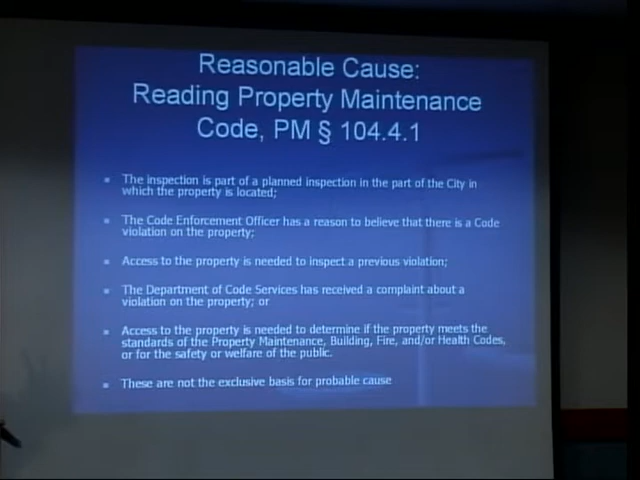 Reasonable Cause:
Reading Property Maintenance
Code, PM § 104.4.1
The inspection is part of a planned inspection in the part of the City in
which the property is located;
The Code Enforcement Officer has a reason to believe that there is a Code
violation on the property;
Access to the property is needed to inspect a previous violation;
The Department of Code Services has received a complaint about a
violation on the property; or
Access to the property is needed to determine if the property meets the
standards of the Property Maintenance, Building, Fire, and/or Health Codes,
or for the safety or welfare of the public.
These are not the exclusive basis for probable cause